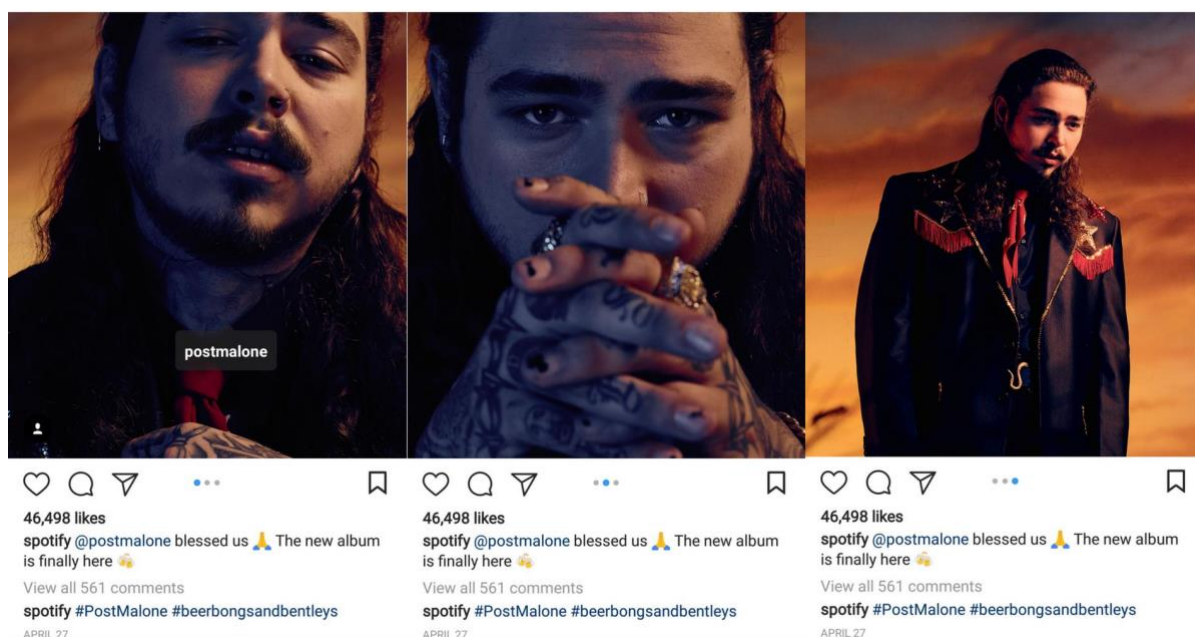 postmalone
46,498 likes
spotify @postmalone blessed us 🙏 The new album
is finally here 🍻
View all 561 comments
spotify #PostMalone #beerbongsandbentleys
APRIL 27
46,498 likes
spotify @postmalone blessed us 🙏 The new album
is finally here 🍻
View all 561 comments
spotify #PostMalone #beerbongsandbentleys
APRIL 27
46,498 likes
spotify @postmalone blessed us 🙏 The new album
is finally here 🍻
View all 561 comments
spotify #PostMalone #beerbongsandbentleys
APRIL 27